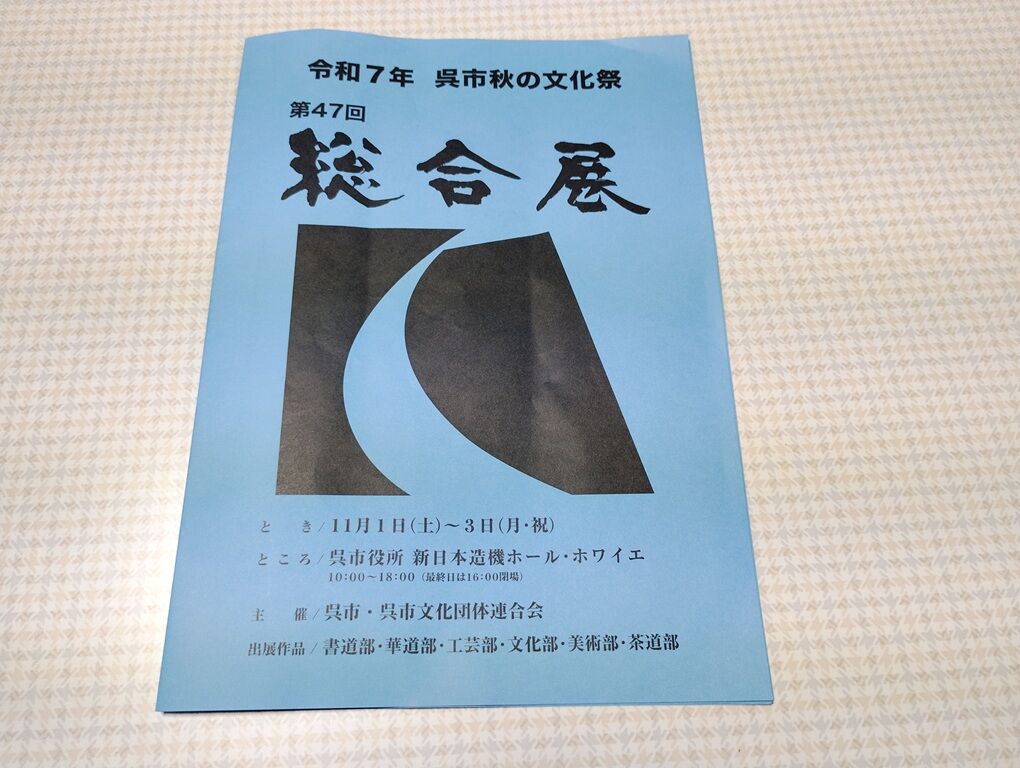 令和7年 呉市秋の文化祭
第47回
総合展
とき/11月1日(土)〜3日(月・祝)
ところ/呉市役所 新日本造機ホール・ホワイエ
10:00〜18:00(最終日は16:00閉場)
主催/呉市・呉市文化団体連合会
出展作品/書道部・華道部・工芸部・文化部・美術部・茶道部